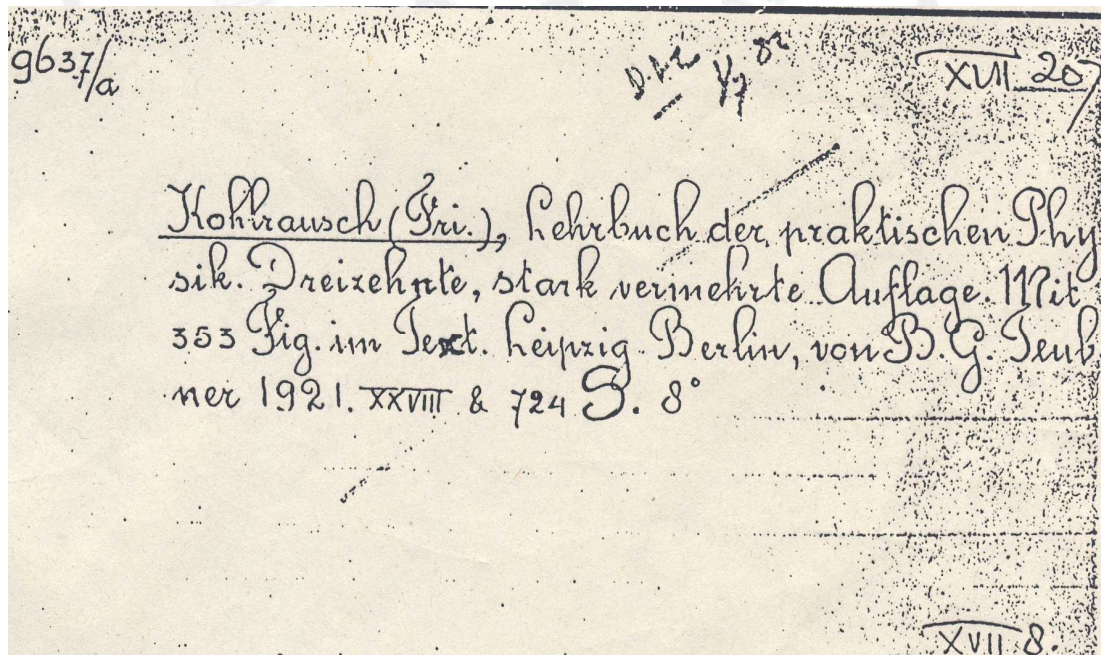 9637/a
XVII 20
Kohlrausch (Fri.), Lehrbuch der praktischen Phy
sik. Dreizehnte, stark vermehrte Auflage. Mit
353 Fig. im Text. Leipzig Berlin, von B. G. Teub
ner 1921. XXVIII & 724 S. 8°
XVII 8.